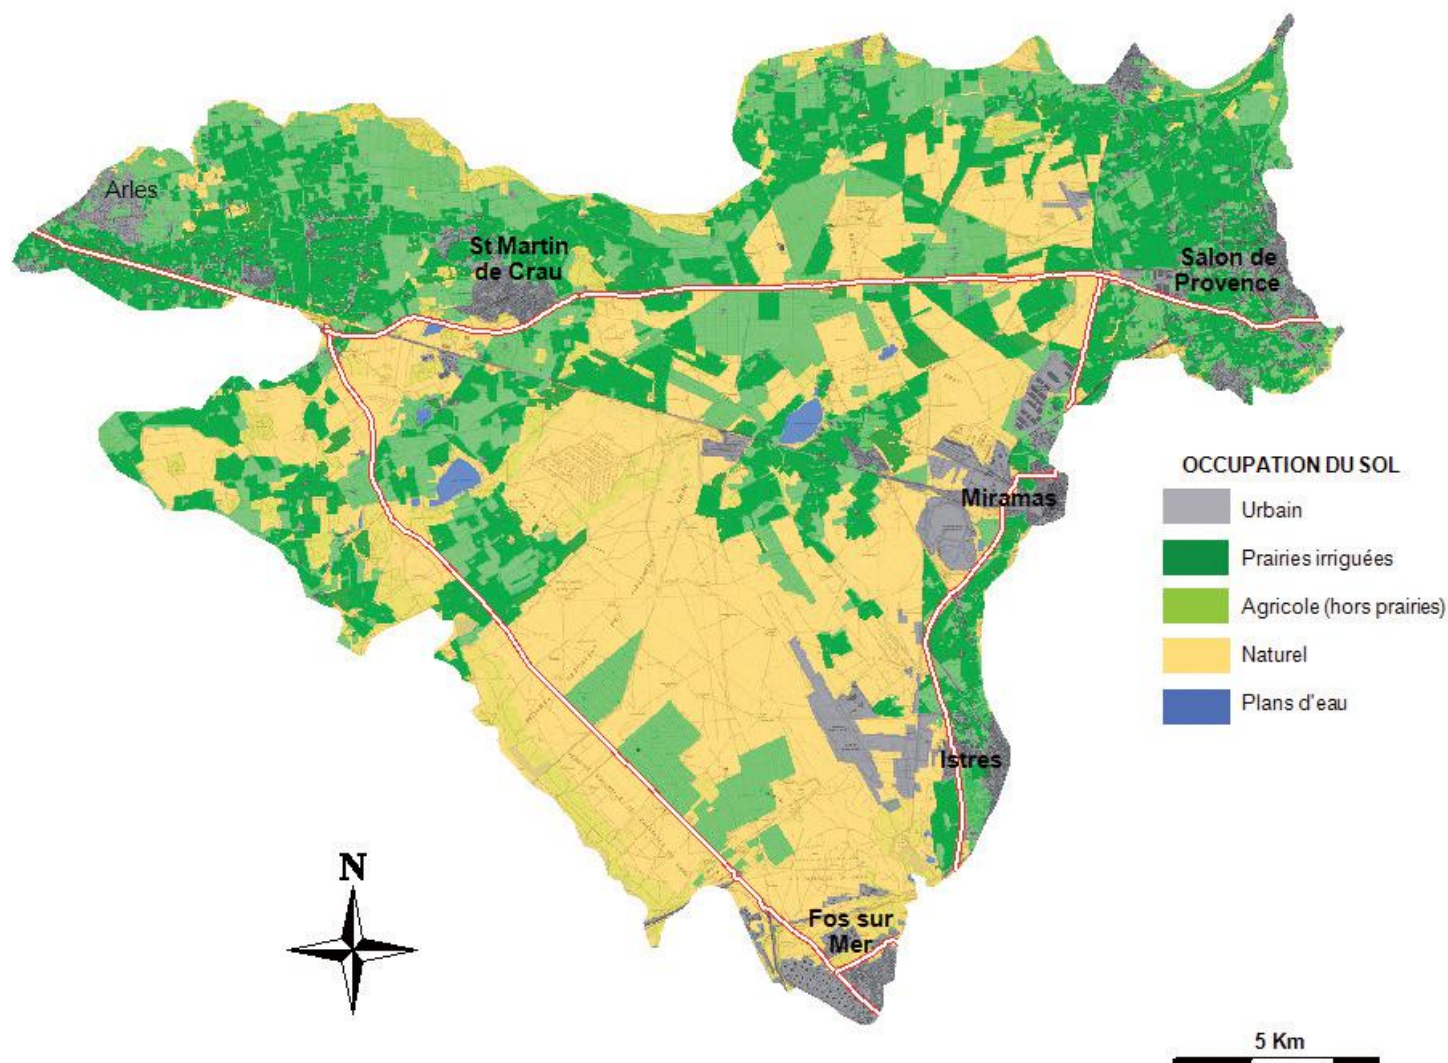 Arles
St Martin
de Crau
Salon de
Provence
OCCUPATION DU SOL
Urbain
Miramas
Prairies irriguées
Agricole (hors prairies)
Naturel
Plans d'eau
Istres
N
Fos sur
Mer
5 Km